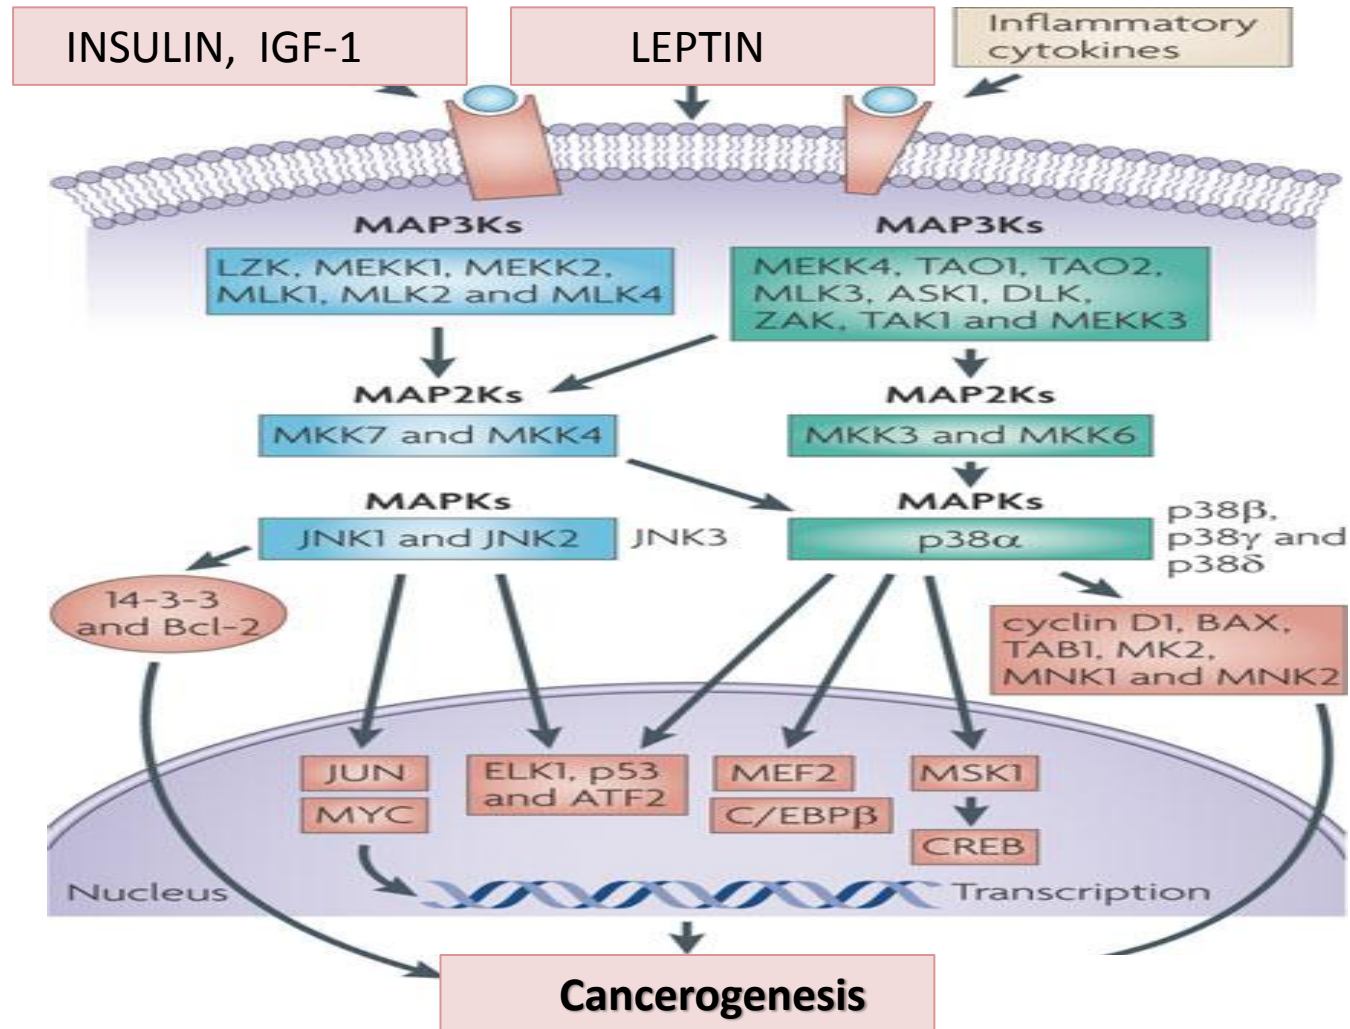 INSULIN, IGF-1
LEPTIN
Inflammatory
cytokines
MAP3Ks
LZK, MEKK1, MEKK2,
MLK1, MLK2 and MLK4
MAP3Ks
MEKK4, TAO1, TAO2,
MLK3, ASK1, DLK,
ZAK, TAK1 and MEKK3
MAP2Ks
MKK7 and MKK4
MAP2Ks
MKK3 and MKK6
MAPKs
JNK1 and JNK2
JNK3
MAPKs
p38α
p38β,
p38γ and
p38δ
14-3-3
and Bcl-2
cyclin D1, BAX,
TAB1, MK2,
MNK1 and MNK2
JUN
MYC
ELK1, p53
and ATF2
MEF2
C/EBPβ
MSK1
CREB
Nucleus
Transcription
Cancerogenesis